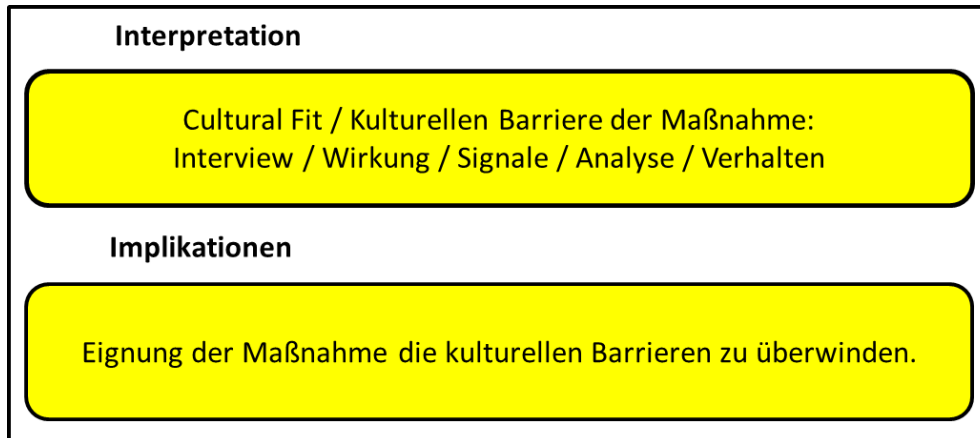 Interpretation
Cultural Fit / Kulturellen Barriere der Maßnahme:
Interview / Wirkung / Signale / Analyse / Verhalten
Implikationen
Eignung der Maßnahme die kulturellen Barrieren zu überwinden.